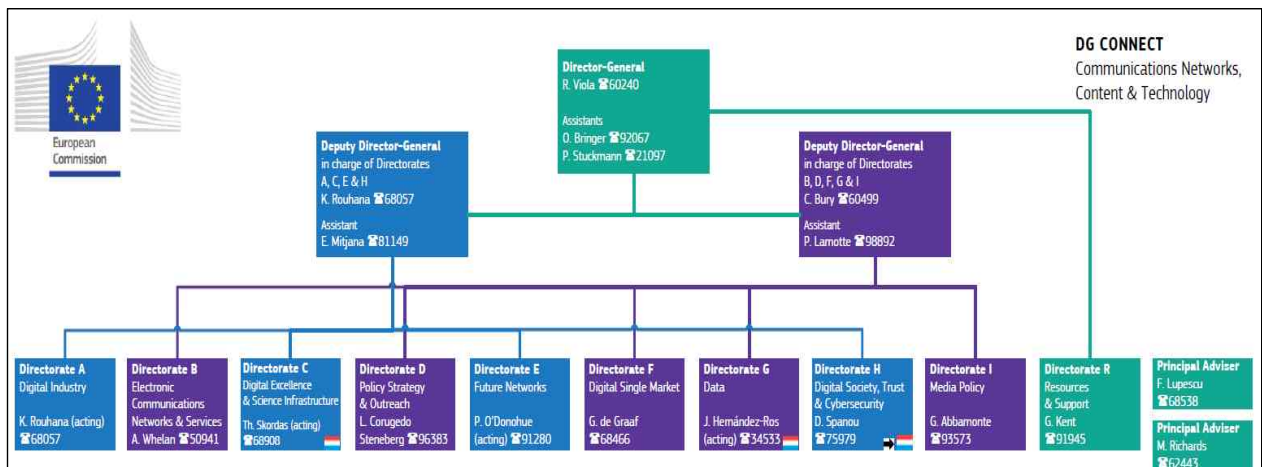 European
Commission
DG CONNECT
Communications Networks,
Content & Technology
Director-General
R. Viola ☎60240
Assistants
O. Bringer ☎92067
P. Stuckmann ☎21097
Deputy Director-General
in charge of Directorates
A, C, E & H
K. Rouhana ☎68057
Assistant
E. Mitjana ☎81149
Deputy Director-General
in charge of Directorates
B, D, F, G & I
C. Bury ☎60499
Assistant
P. Lamotte ☎98892
Directorate A
Digital Industry
K. Rouhana (acting)
☎68057
Directorate B
Electronic
Communications
Networks & Services
A. Whelan ☎50941
Directorate C
Digital Excellence
& Science Infrastructure
Th. Skordas (acting)
☎68908
Directorate D
Policy Strategy
& Outreach
L. Corugedo
Steneberg ☎96383
Directorate E
Future Networks
P. O'Donohue
(acting) ☎91280
Directorate F
Digital Single Market
G. de Graaf
☎68466
Directorate G
Data
J. Hernández-Ros
(acting) ☎34533
Directorate H
Digital Society, Trust
& Cybersecurity
D. Spanou
☎75979
Directorate I
Media Policy
G. Abbamonte
☎93573
Directorate R
Resources
& Support
G. Kent
☎91945
Principal Adviser
F. Lupescu
☎68538
Principal Adviser
M. Richards
☎62443